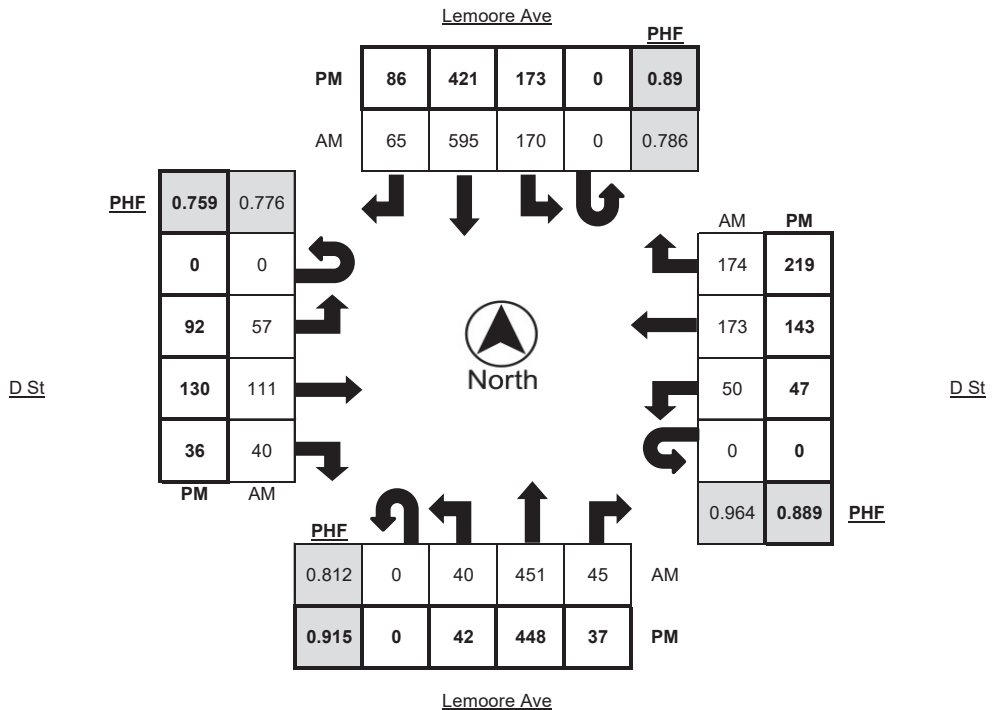 Lemoore Ave
PHF
PM 86 421 173 0 0.89
AM 65 595 170 0 0.786
PHF 0.759 0.776
AM PM
0 0
174 219
92 57
173 143
North
D St
130 111
50 47
D St
36 40
0 0
PM AM
0.964 0.889 PHF
PHF
0.812 0 40 451 45 AM
0.915 0 42 448 37 PM
Lemoore Ave